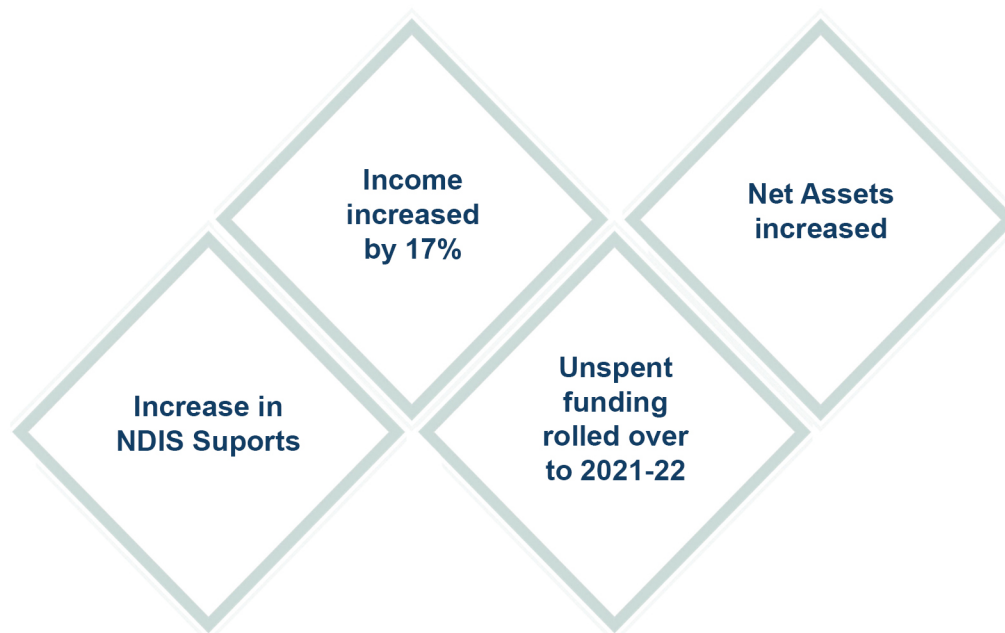 Income
increased
by 17%
Net Assets
increased
Increase in
NDIS Suports
Unspent
funding
rolled over
to 2021-22